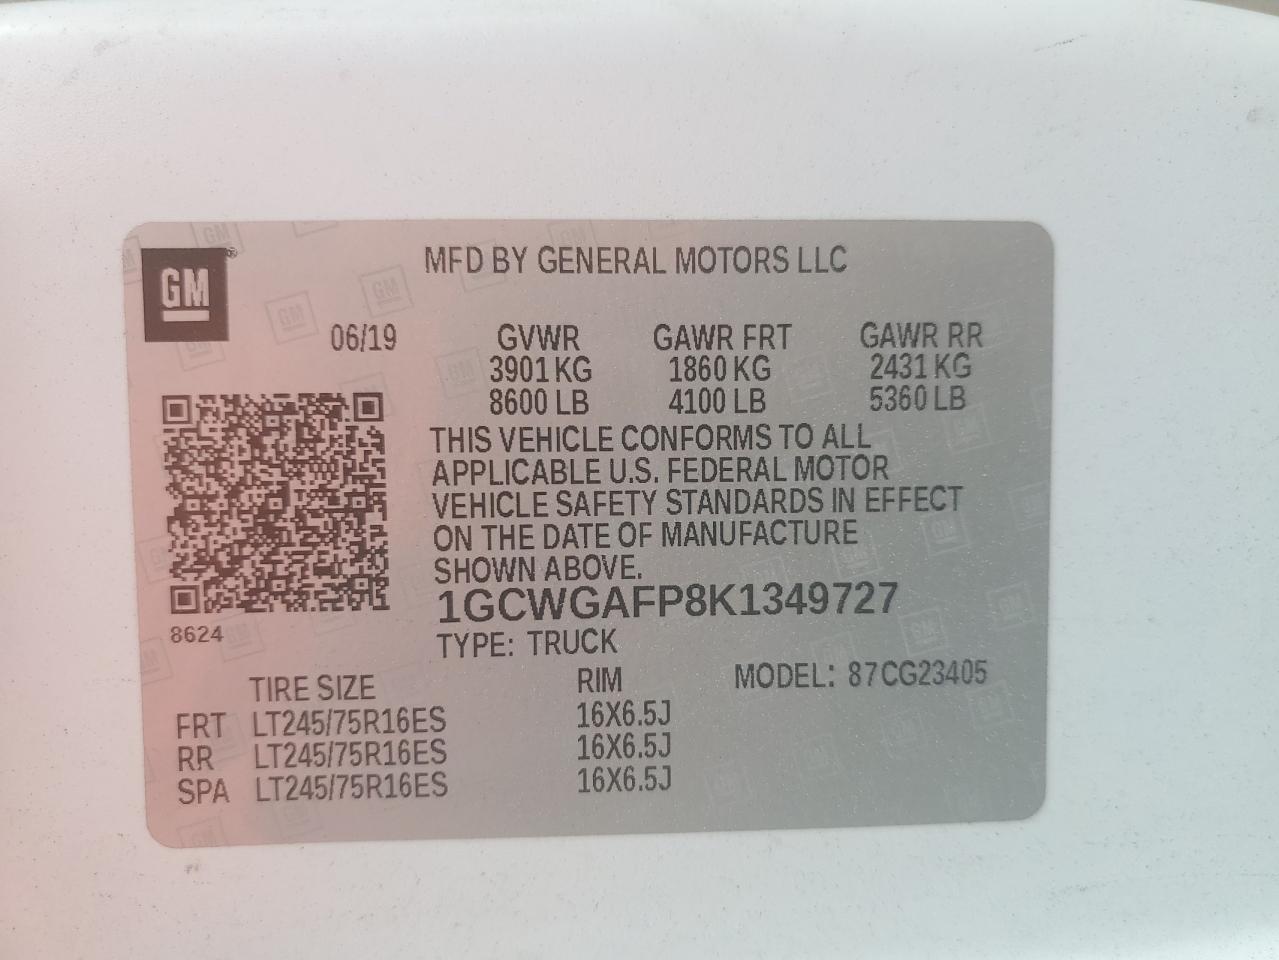 GM
MFD BY GENERAL MOTORS LLC
06/19 GVWR GAWR FRT GAWR RR
3901 KG 1860 KG 2431 KG
8600 LB 4100 LB 5360 LB
THIS VEHICLE CONFORMS TO ALL
APPLICABLE U.S. FEDERAL MOTOR
VEHICLE SAFETY STANDARDS IN EFFECT
ON THE DATE OF MANUFACTURE
SHOWN ABOVE.
1GCWGAFP8K1349727
8624
TYPE: TRUCK
TIRE SIZE RIM MODEL: 87CG23405
FRT LT245/75R16ES 16X6.5J
RR LT245/75R16ES 16X6.5J
SPA LT245/75R16ES 16X6.5J